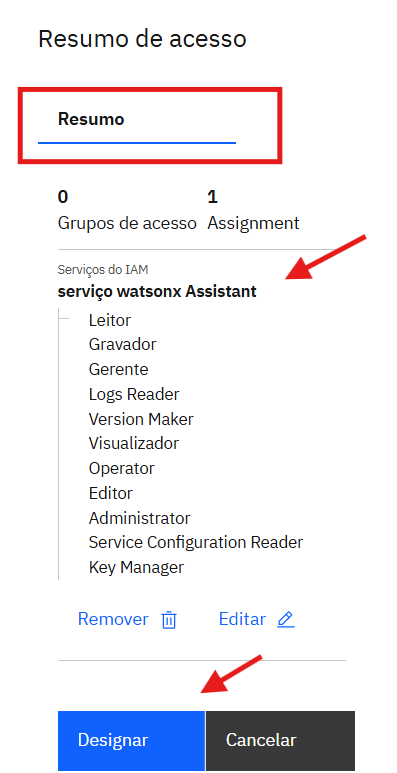 Resumo de acesso
Resumo
0 1
Grupos de acesso Assignment
Serviços do IAM
serviço watsonx Assistant
Leitor
Gravador
Gerente
Logs Reader
Version Maker
Visualizador
Operator
Editor
Administrator
Service Configuration Reader
Key Manager
Remover Editar
Designar Cancelar